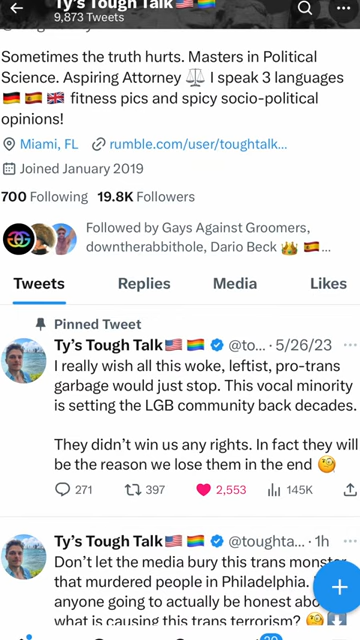 Ty's Tough Talk🇺🇸 🏳️‍🌈
9,873 Tweets
Sometimes the truth hurts. Masters in Political
Science. Aspiring Attorney ⚖️ I speak 3 languages
🇩🇪 🇪🇸 🇬🇧 fitness pics and spicy socio-political
opinions!
Miami, FL rumble.com/user/toughtalk...
Joined January 2019
700 Following 19.8K Followers
Followed by Gays Against Groomers,
downtherabbithole, Dario Beck 👑 🇪🇸...
Tweets Replies Media Likes
Pinned Tweet
Ty's Tough Talk🇺🇸 🏳️‍🌈 @to... · 5/26/23 ...
I really wish all this woke, leftist, pro-trans
garbage would just stop. This vocal minority
is setting the LGB community back decades.
They didn't win us any rights. In fact they will
be the reason we lose them in the end 🧐
271 397 2,553 145K
Ty's Tough Talk🇺🇸 🏳️‍🌈 @toughta... · 1h ...
Don't let the media bury this trans monster
that murdered people in Philadelphia.
anyone going to actually be honest
what is causing this trans terrorism? 🧐⬇️
20